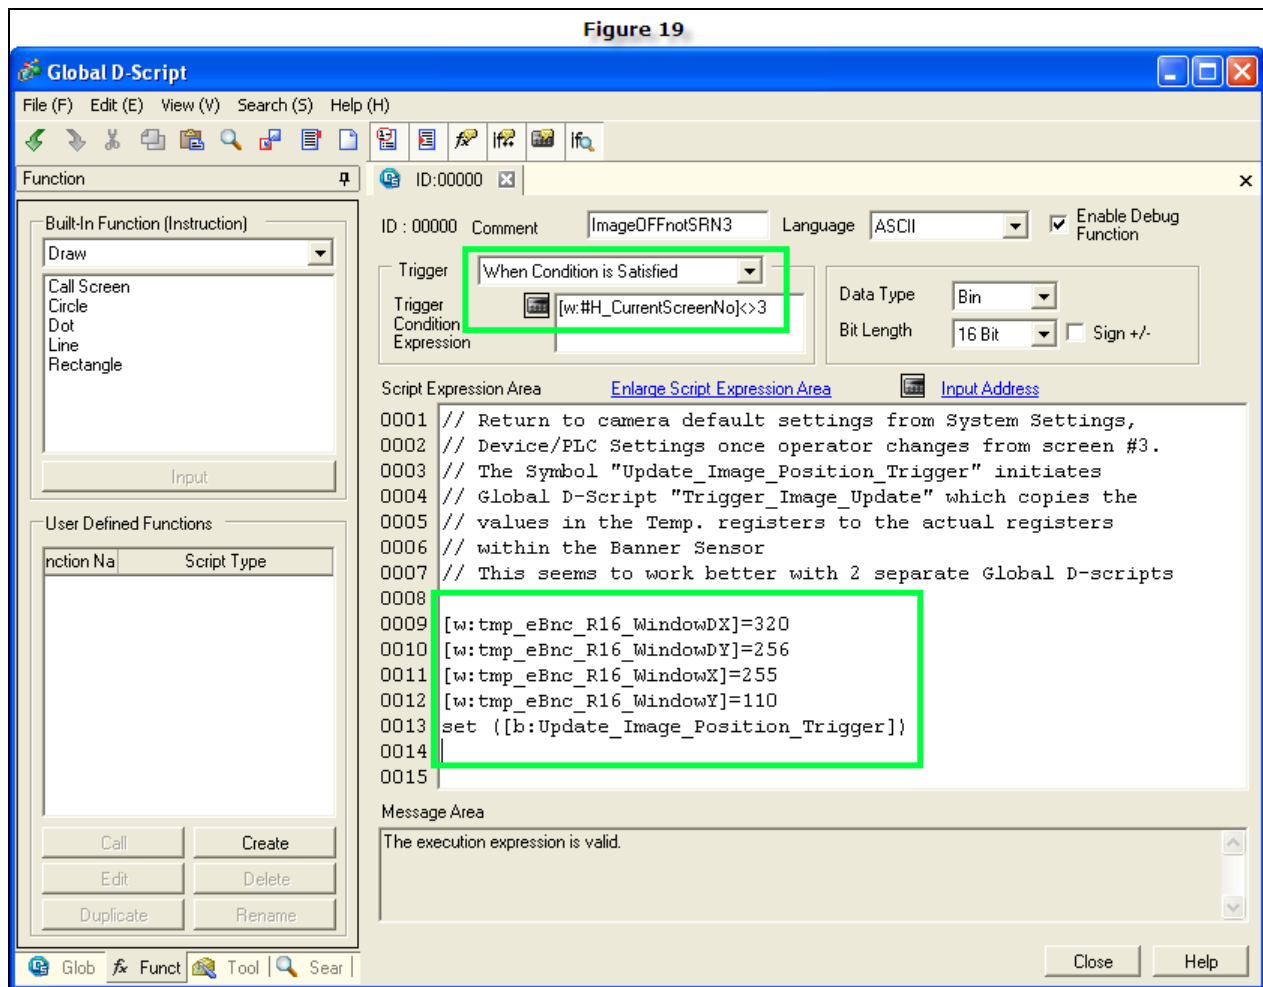 Figure 19
Global D-Script
File (F) Edit (E) View (V) Search (S) Help (H)
Function
ID:00000
Built-In Function (Instruction)
Draw
Call Screen
Circle
Dot
Line
Rectangle
Input
User Defined Functions
nction Na Script Type
Call Create
Edit Delete
Duplicate Rename
Glob fx Funct Tool Sear
ID : 00000 Comment ImageOFFnotSRN3 Language ASCII Enable Debug Function
Trigger When Condition is Satisfied
Trigger Condition Expression [w:#H_CurrentScreenNo]<>3
Data Type Bin
Bit Length 16 Bit Sign +/-
Script Expression Area Enlarge Script Expression Area Input Address
0001 // Return to camera default settings from System Settings,
0002 // Device/PLC Settings once operator changes from screen #3.
0003 // The Symbol "Update_Image_Position_Trigger" initiates
0004 // Global D-Script "Trigger_Image_Update" which copies the
0005 // values in the Temp. registers to the actual registers
0006 // within the Banner Sensor
0007 // This seems to work better with 2 separate Global D-scripts
0008
0009 [w:tmp_eBnc_R16_WindowDX]=320
0010 [w:tmp_eBnc_R16_WindowDY]=256
0011 [w:tmp_eBnc_R16_WindowX]=255
0012 [w:tmp_eBnc_R16_WindowY]=110
0013 set ([b:Update_Image_Position_Trigger])
0014
0015
Message Area
The execution expression is valid.
Close Help